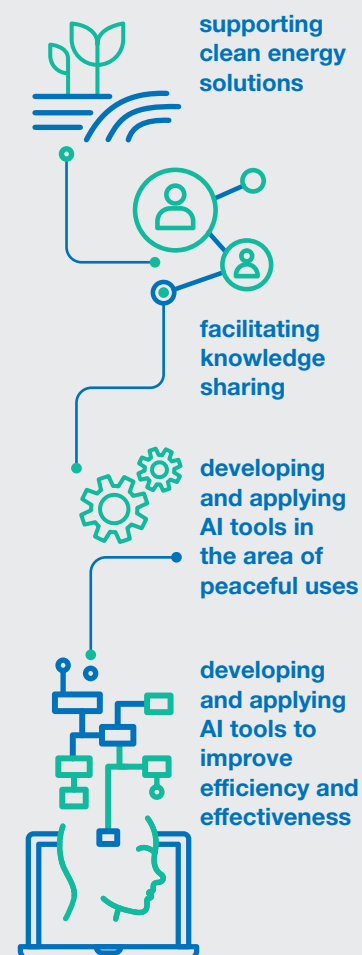 supporting
clean energy
solutions
facilitating
knowledge
sharing
developing
and applying
AI tools in
the area of
peaceful uses
developing
and applying
AI tools to
improve
efficiency and
effectiveness